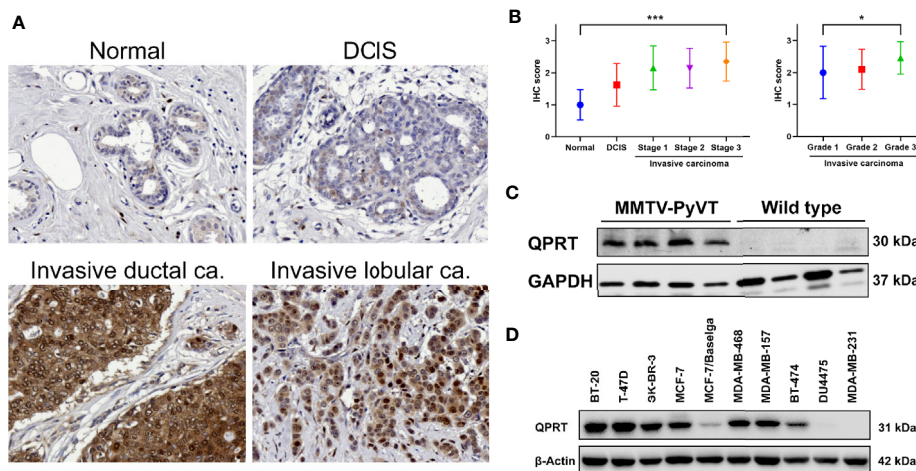 A
Normal
DCIS
Invasive ductal ca.
Invasive lobular ca.
B
***
IHC score
3
2
1
0
Normal
DCIS
Stage 1
Stage 2
Stage 3
Invasive carcinoma
*
IHC score
3
2
1
0
Grade 1
Grade 2
Grade 3
Invasive carcinoma
C
MMTV-PyVT
Wild type
QPRT
30 kDa
GAPDH
37 kDa
D
BT-20
T-47D
SK-BR-3
MCF-7
MCF-7/BaseIga
MDA-MB-468
MDA-MB-157
BT-474
DU4475
MDA-MB-231
QPRT
31 kDa
β-Actin
42 kDa